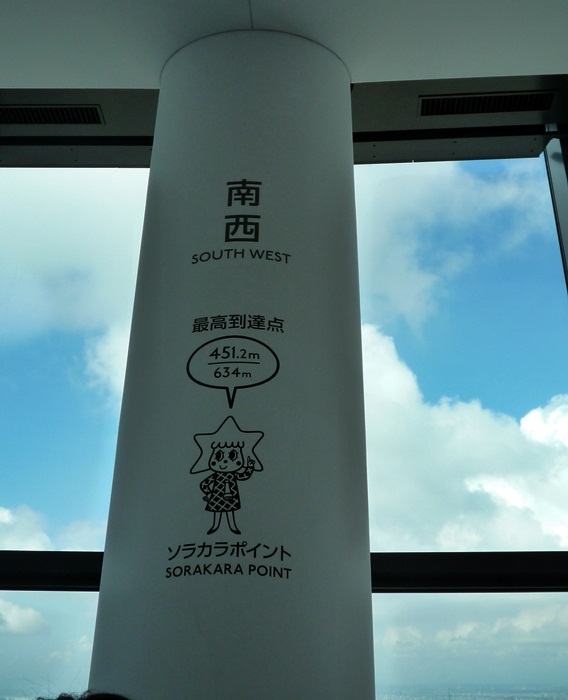 南
西
SOUTH WEST
最高到達点
451.2m
634m
ソラカラポイント
SORAKARA POINT